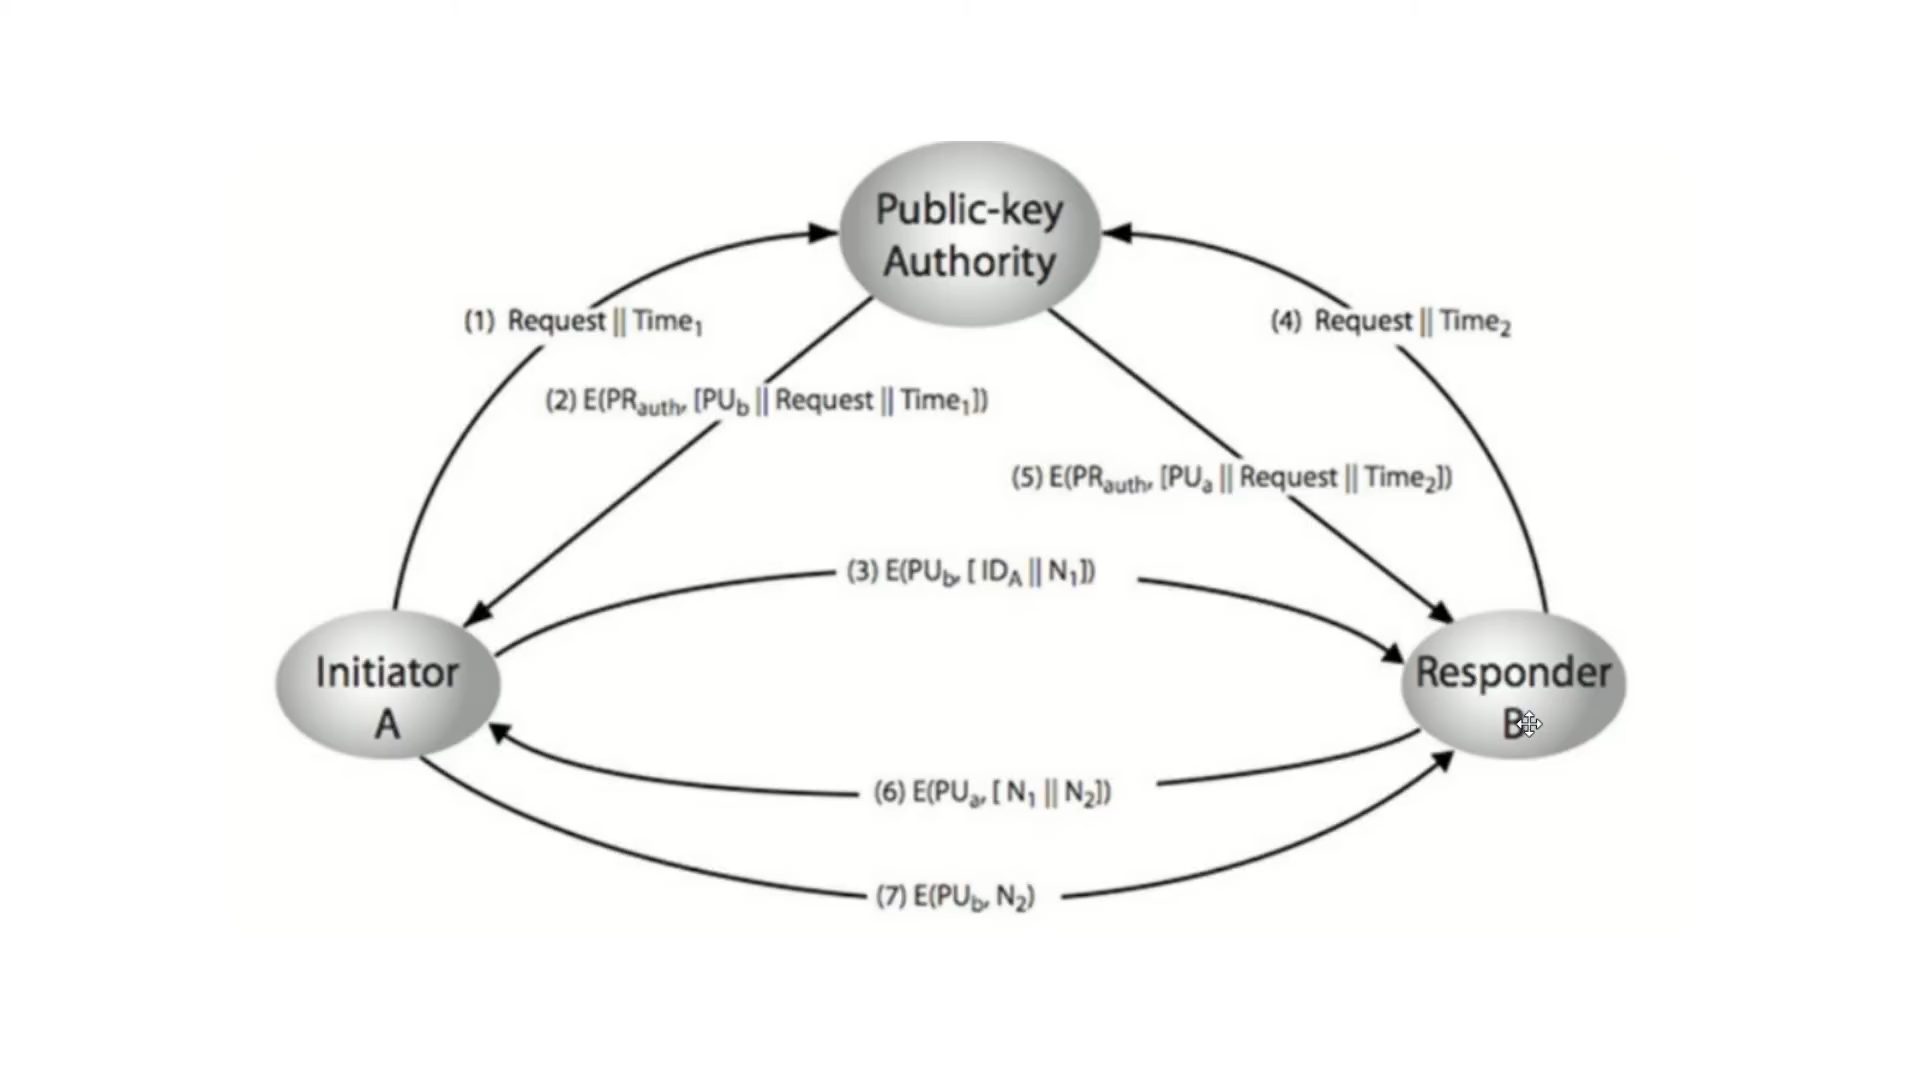 Public-key
Authority
(1) Request || Time₁
(4) Request || Time₂
(2) E(PRauth, [PUb || Request || Time₁])
(5) E(PRauth, [PUa || Request || Time₂])
(3) E(PUb, [ IDA || N₁])
Initiator
A
Responder
B
(6) E(PUa, [ N₁ || N₂])
(7) E(PUb, N₂)